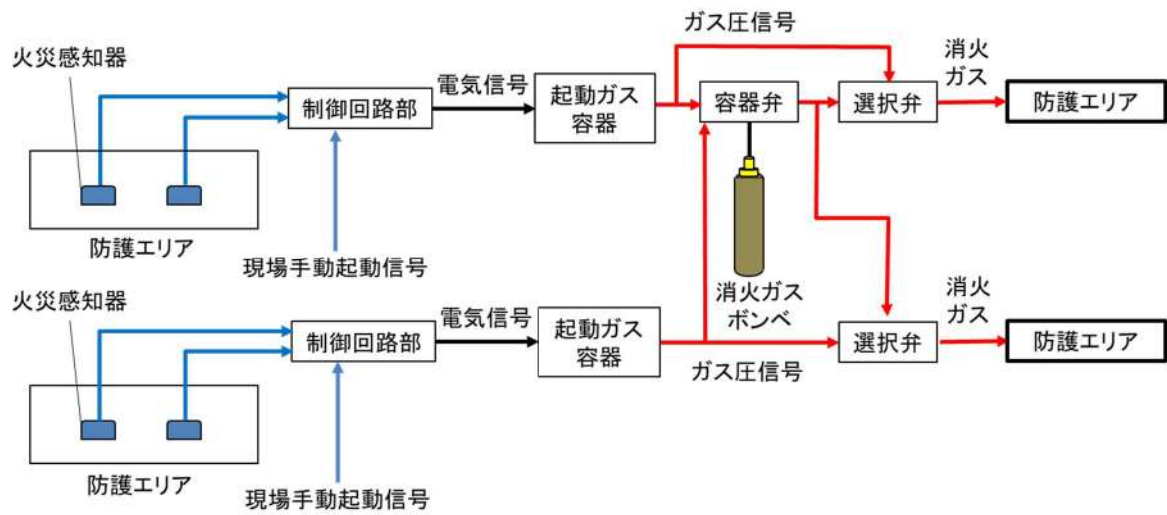 ガス圧信号
消火
ガス
火災感知器
電気信号
起動ガス
容器
制御回路部
容器弁
選択弁
防護エリア
防護エリア
現場手動起動信号
消火ガス
ボンベ
火災感知器
電気信号
消火
ガス
制御回路部
起動ガス
容器
選択弁
防護エリア
ガス圧信号
防護エリア
現場手動起動信号